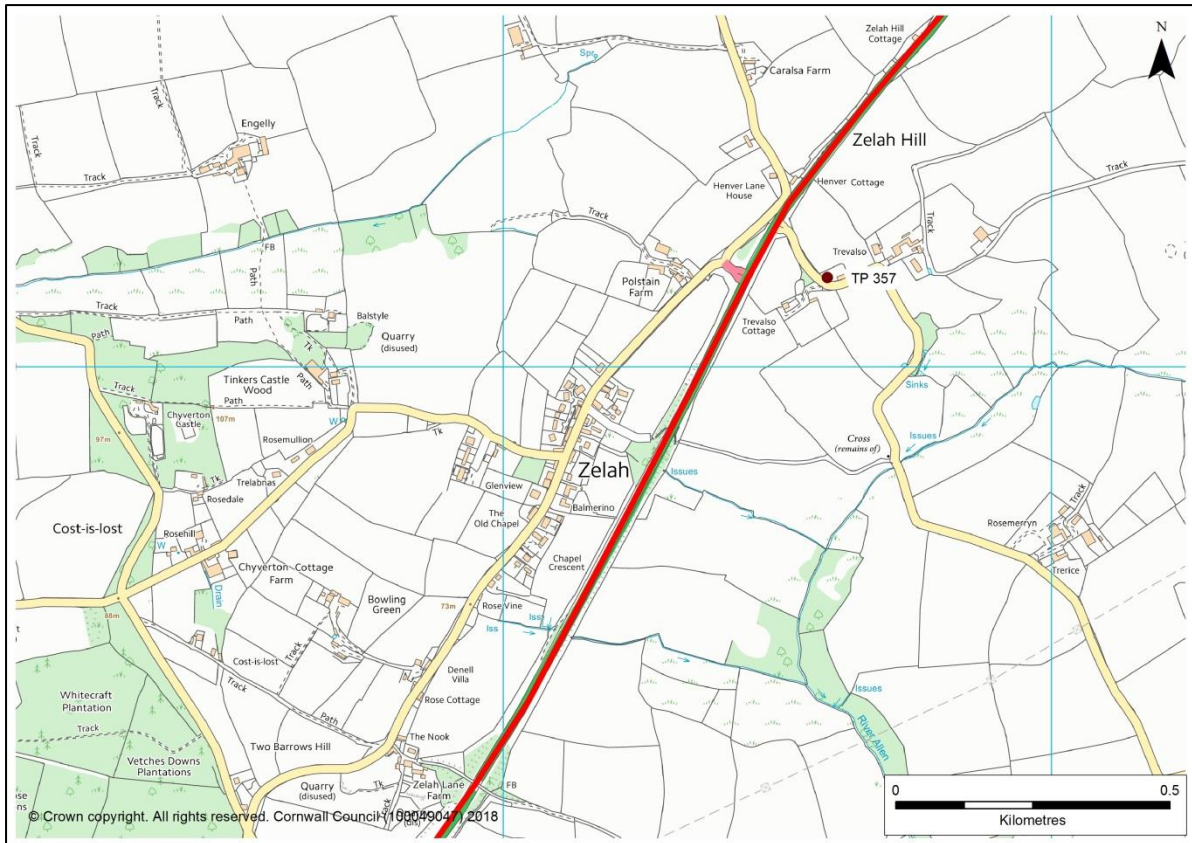 Zelah Hill
Cottage
N
Spr
Caralsa Farm
Engelly
Zelah Hill
Track
Track
Track
Henver Lane
House
Henver Cottage
Track
Track
Track
FB
Trevalso
TP 357
Polstain
Farm
Path
Track
Path
Balstyle
Trevalso
Cottage
Quarry
(disused)
Path
Tk
Path
Tinkers Castle
Wood
Sinks
Track
Path
Chyverton
Castle
107m
W
97m
Tk
Rosemullion
Cross
(remains of)
Issues
Zelah
Issues
Trelabnas
Tk
Glenview
Rosedale
The
Old Chapel
Balmerino
Cost-is-lost
Track
Rosemerryn
Rosehill
W
Chapel
Crescent
Trerice
Chyverton Cottage
Farm
Drain
Bowling
Green
73m
Rose Vine
Iss
Iss
88m
Cost-is-lost
Track
Denell
Villa
Track
Rose Cottage
Issues
River Allen
Whitecraft
Plantation
Path
Track
The Nook
Two Barrows Hill
Vetches Downs
Plantations
Tk
Quarry
(disused)
Zelah Lane
Farm
FB
Track
0
0.5
Kilometres
© Crown copyright. All rights reserved. Cornwall Council (100049047) 2018